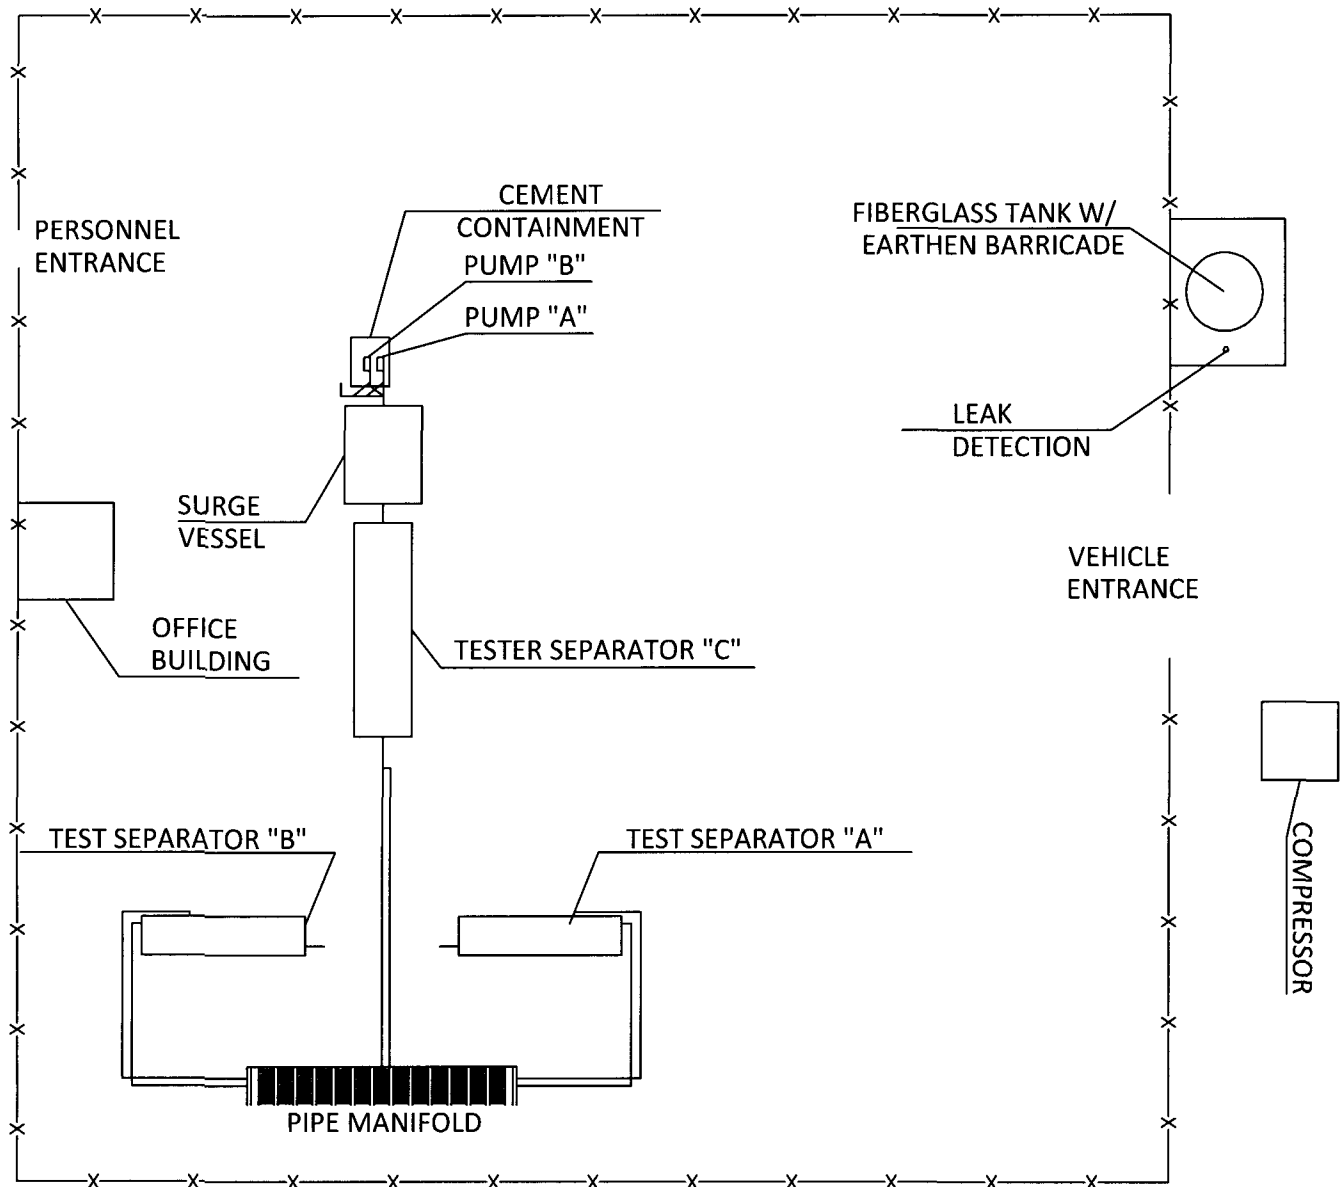 CEMENT
CONTAINMENT
PERSONNEL
ENTRANCE
FIBERGLASS TANK W/
EARTHEN BARRICADE
PUMP "B"
PUMP "A"
LEAK
DETECTION
SURGE
VESSEL
VEHICLE
ENTRANCE
OFFICE
BUILDING
TESTER SEPARATOR "C"
TEST SEPARATOR "B"
TEST SEPARATOR "A"
COMPRESSOR
PIPE MANIFOLD